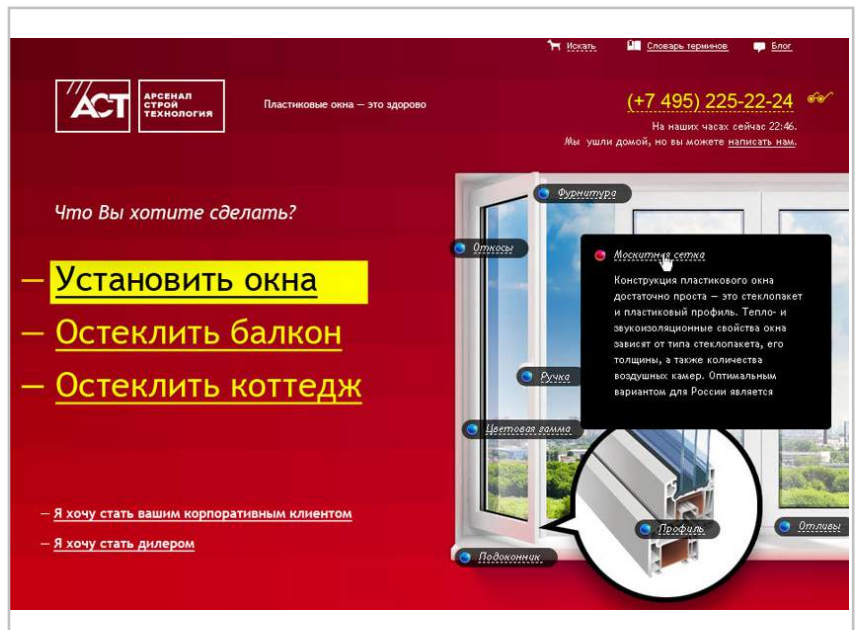 Искать Словарь терминов Блог
АСТ
АРСЕНАЛ
СТРОЙ
ТЕХНОЛОГИЯ
Пластиковые окна — это здорово
(+7 495) 225-22-24
На наших часах сейчас 22:46.
Мы ушли домой, но вы можете написать нам.
Что Вы хотите сделать?
— Установить окна
— Остеклить балкон
— Остеклить коттедж
— Я хочу стать вашим корпоративным клиентом
— Я хочу стать дилером
Фурнитура
Откосы
Москитная сетка
Конструкция пластикового окна
достаточно проста — это стеклопакет
и пластиковый профиль. Тепло- и
звукоизоляционные свойства окна
зависят от типа стеклопакета, его
толщины, а также количества
воздушных камер. Оптимальным
вариантом для России является
Ручка
Цветовая гамма
Профиль
Отливы
Подоконник